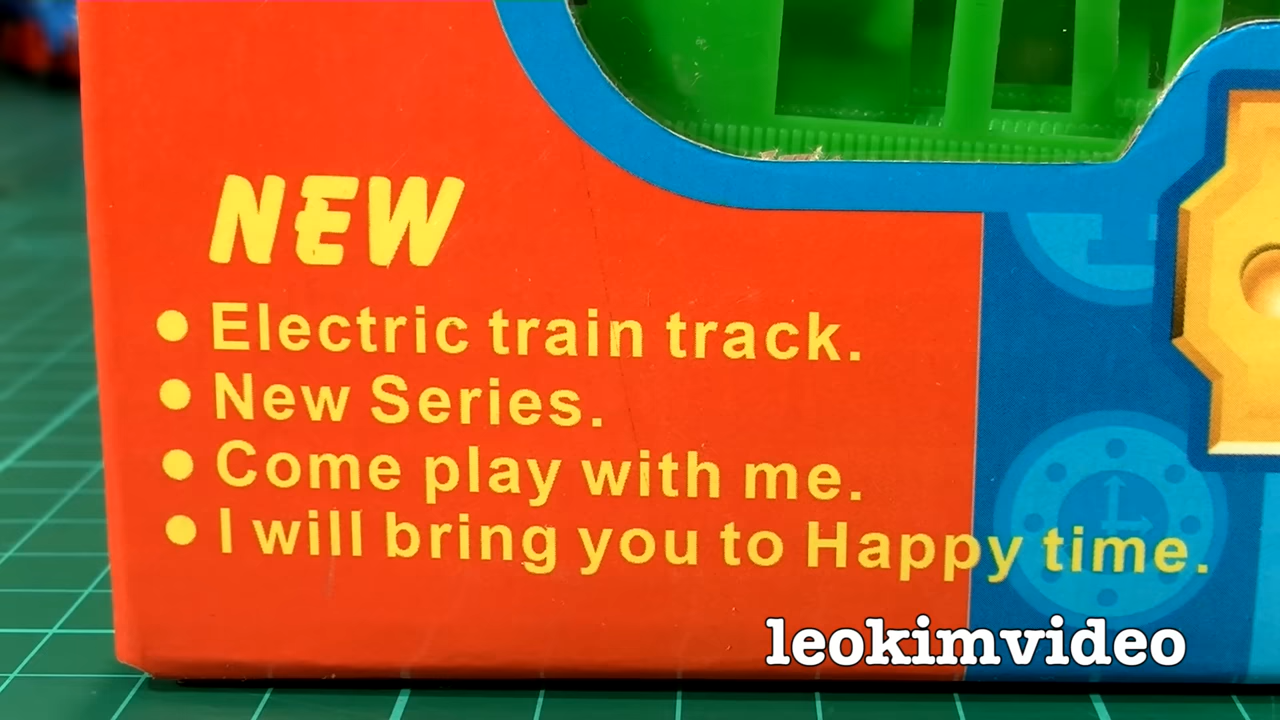 NEW
● Electric train track.
● New Series.
● Come play with me.
● I will bring you to Happy time.
leokimvideo